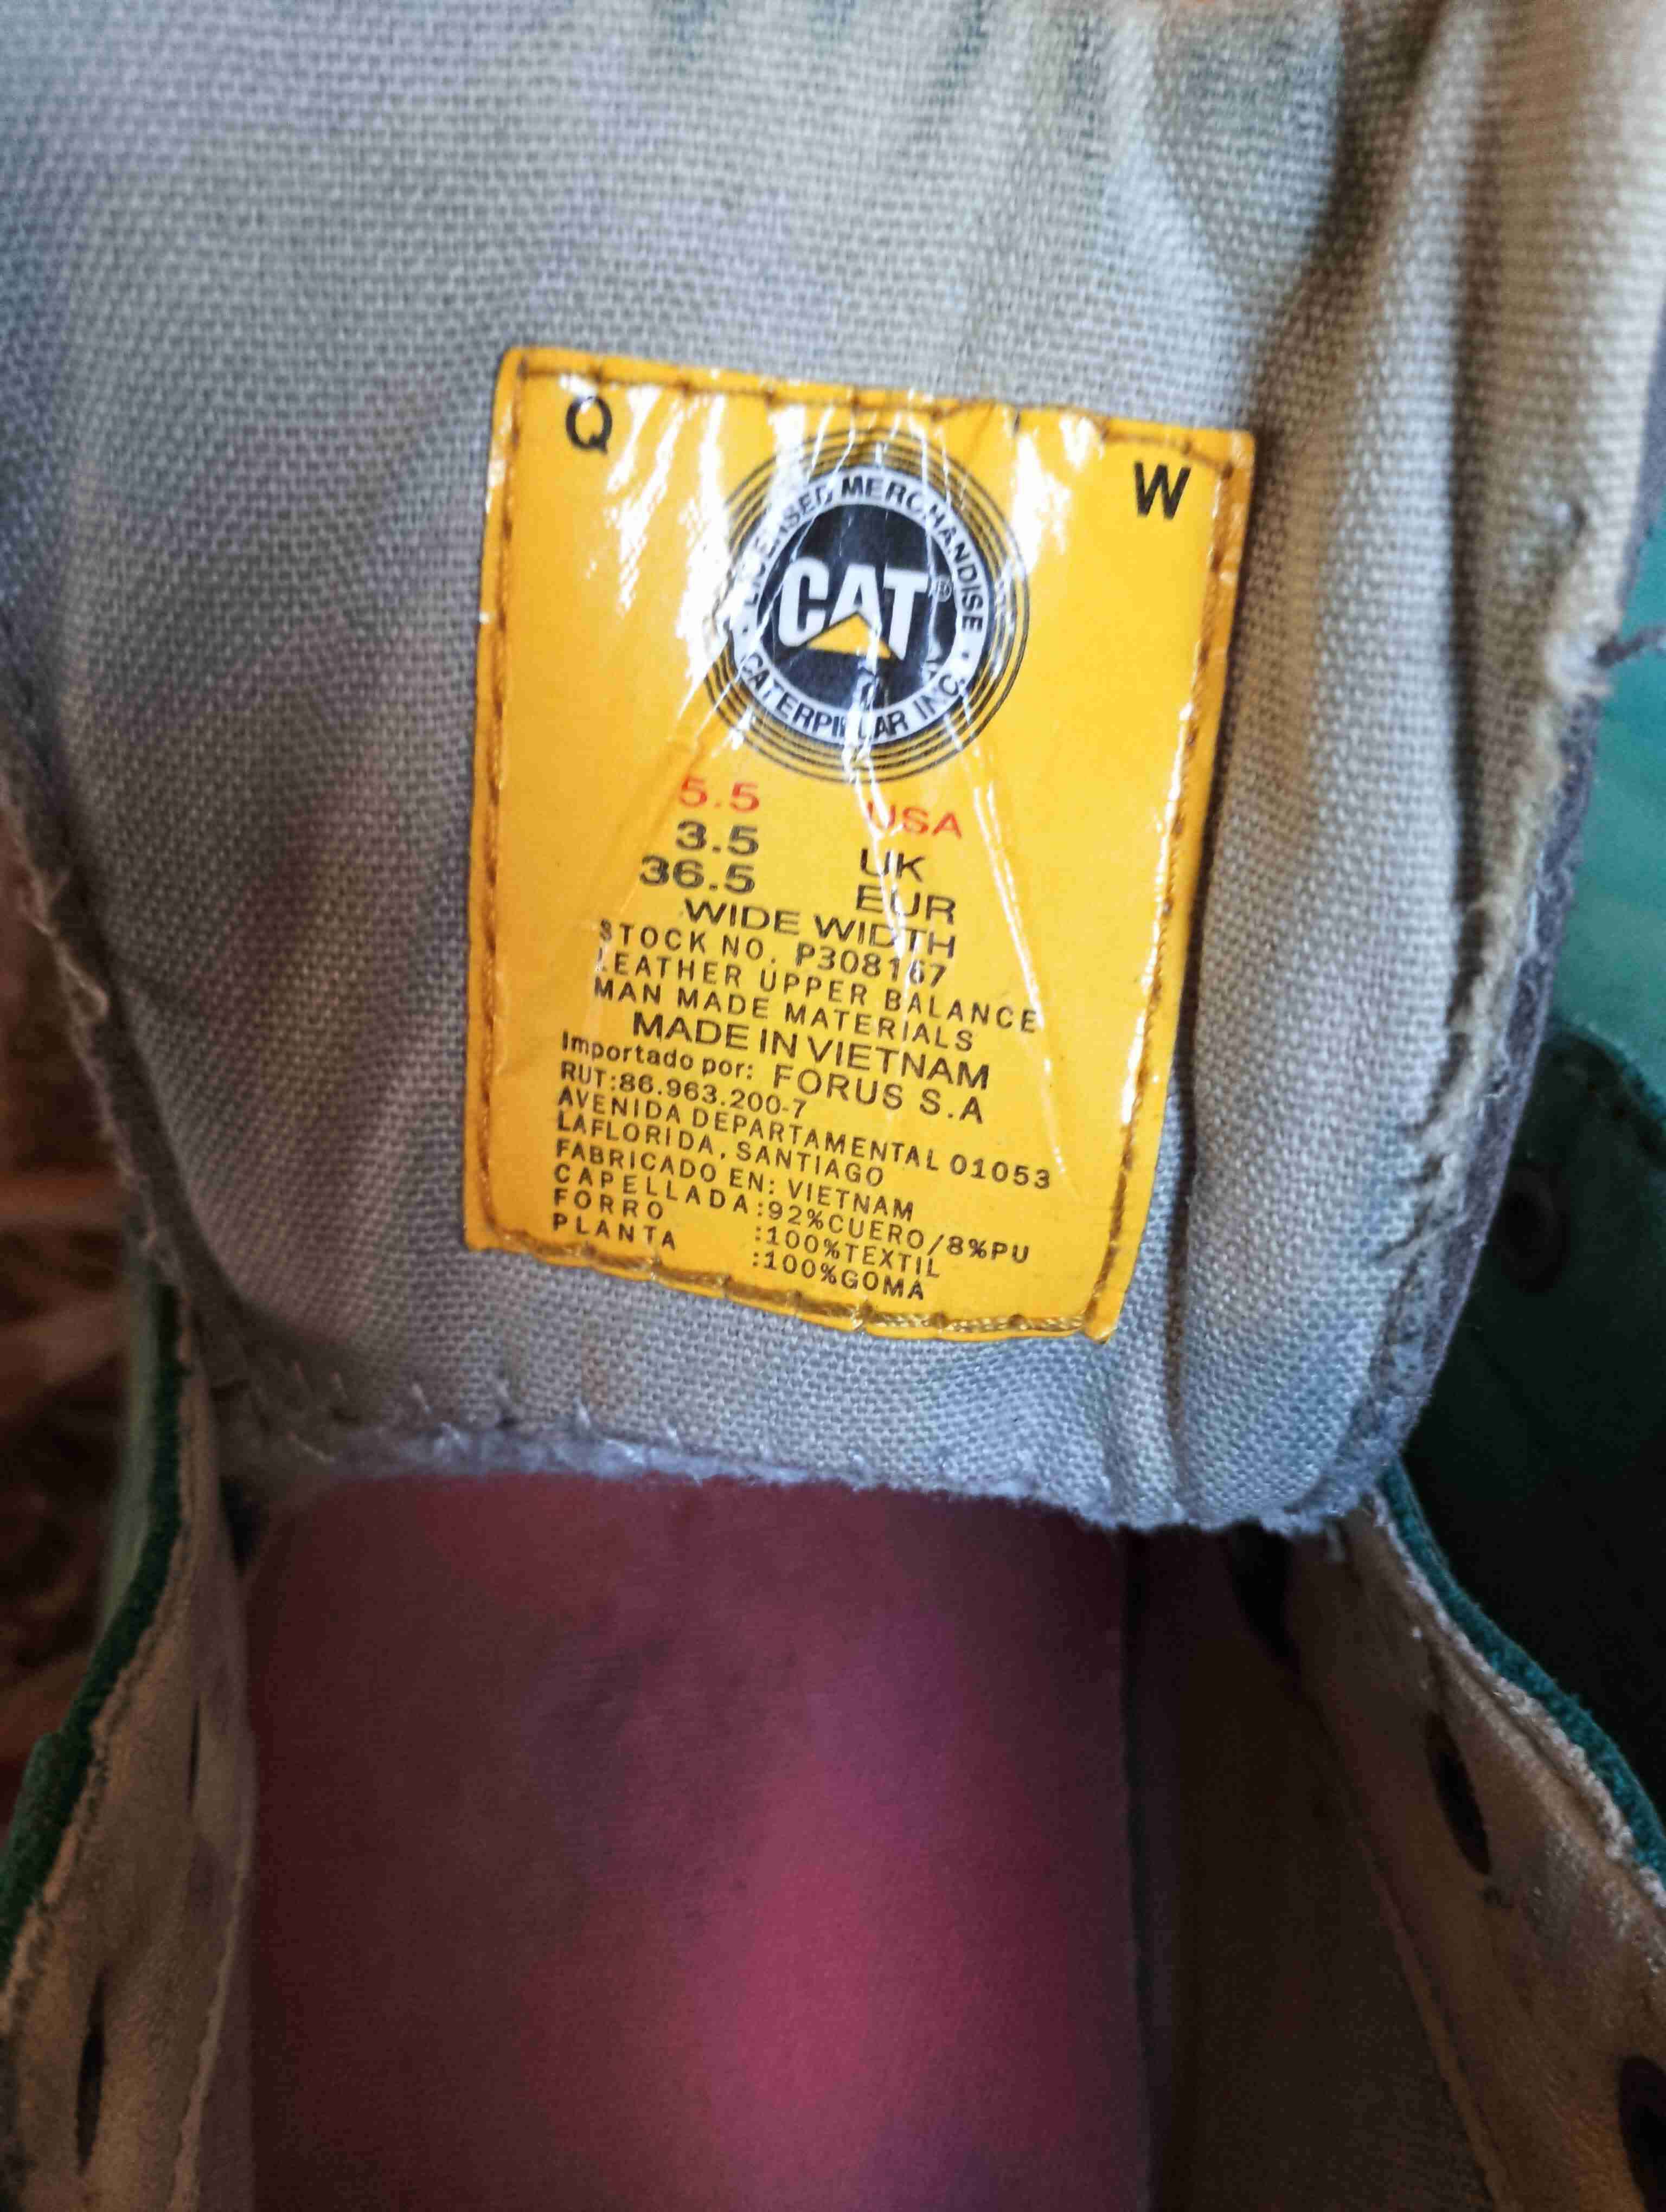 Q
W
LICENSED MERCHANDISE
CAT®
CATERPILLAR INC.
5.5 USA
3.5 UK
36.5 EUR
WIDE WIDTH
STOCK NO. P308167
LEATHER UPPER BALANCE
MAN MADE MATERIALS
MADE IN VIETNAM
Importado por: FORUS S.A
RUT:86.963.200-7
AVENIDA DEPARTAMENTAL 01053
LAFLORIDA, SANTIAGO
FABRICADO EN: VIETNAM
CAPELLADA:92%CUERO/8%PU
FORRO :100%TEXTIL
PLANTA :100%GOMA